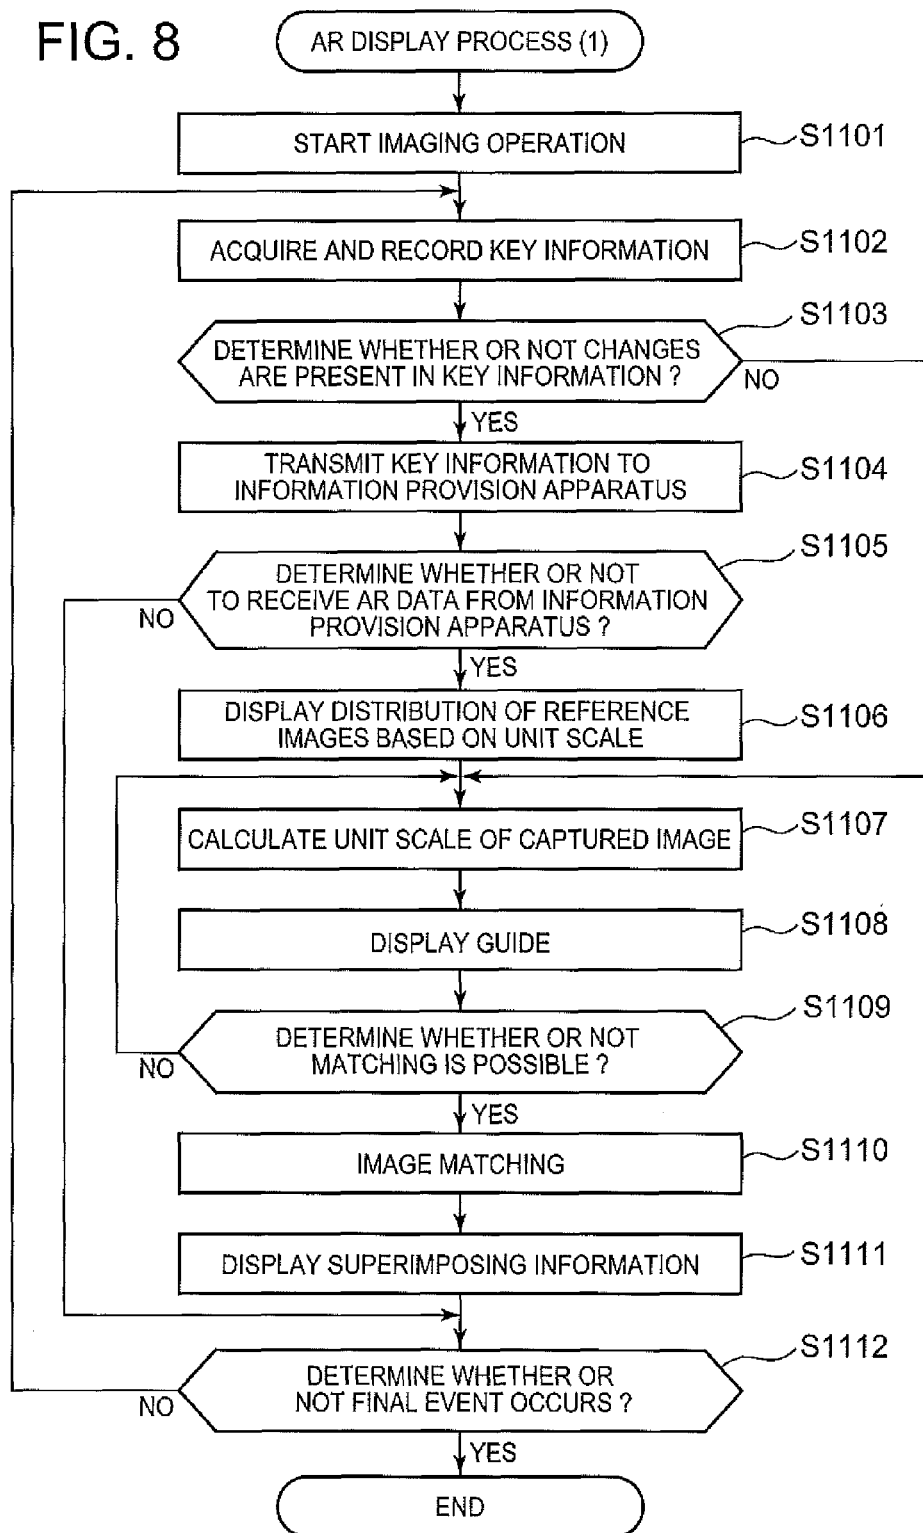 FIG. 8
AR DISPLAY PROCESS (1)
START IMAGING OPERATION
S1101
ACQUIRE AND RECORD KEY INFORMATION
S1102
DETERMINE WHETHER OR NOT CHANGES
ARE PRESENT IN KEY INFORMATION ?
S1103
NO
YES
TRANSMIT KEY INFORMATION TO
INFORMATION PROVISION APPARATUS
S1104
DETERMINE WHETHER OR NOT
TO RECEIVE AR DATA FROM INFORMATION
PROVISION APPARATUS ?
S1105
NO
YES
DISPLAY DISTRIBUTION OF REFERENCE
IMAGES BASED ON UNIT SCALE
S1106
CALCULATE UNIT SCALE OF CAPTURED IMAGE
S1107
DISPLAY GUIDE
S1108
DETERMINE WHETHER OR NOT
MATCHING IS POSSIBLE ?
S1109
NO
YES
IMAGE MATCHING
S1110
DISPLAY SUPERIMPOSING INFORMATION
S1111
DETERMINE WHETHER OR
NOT FINAL EVENT OCCURS ?
S1112
NO
YES
END